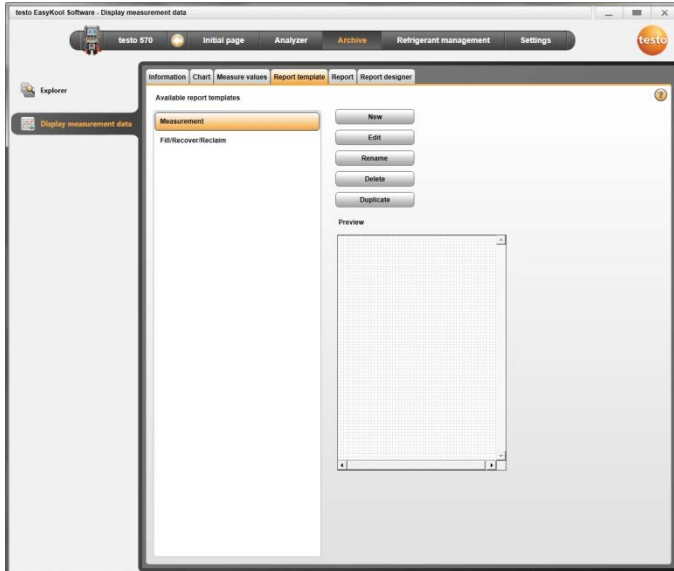 testo EasyKool Software - Display measurement data
testo 570 Initial page Analyzer Archive Refrigerant management Settings testo
Information Chart Measure values Report template Report Report designer
Explorer
Display measurement data
Available report templates
?
Measurement
Fill/Recover/Reclaim
New
Edit
Rename
Delete
Duplicate
Preview